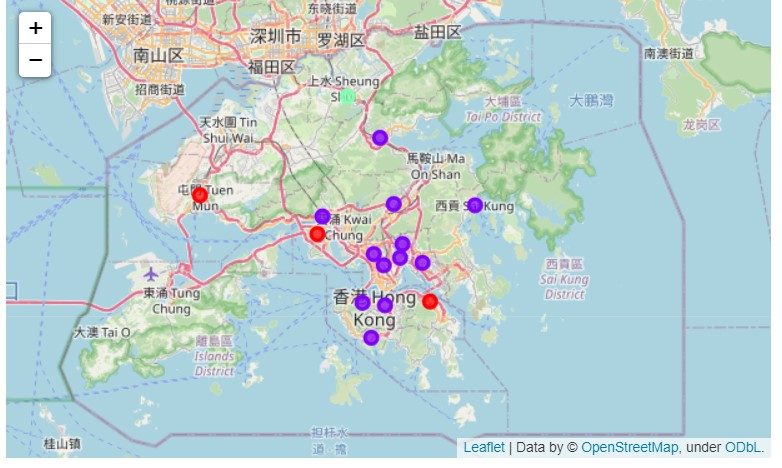 +
−
新安街道
东晓街道
深圳市
罗湖区
盐田区
南山区
福田区
南澳街道
招商街道
上水 Sheung
大埔區
Tai Po District
大鵬灣
龙岗区
天水圍 Tin
Shui Wai
馬鞍山 Ma
On Shan
屯門 Tuen
Mun
西貢 Sai Kung
涌 Kwai
Chung
西貢區
Sai Kung
District
東涌 Tung
Chung
香港 Hong
Kong
大澳 Tai O
離島區
Islands
District
桂山镇
担杆水
道
Leaflet | Data by © OpenStreetMap, under ODbL.